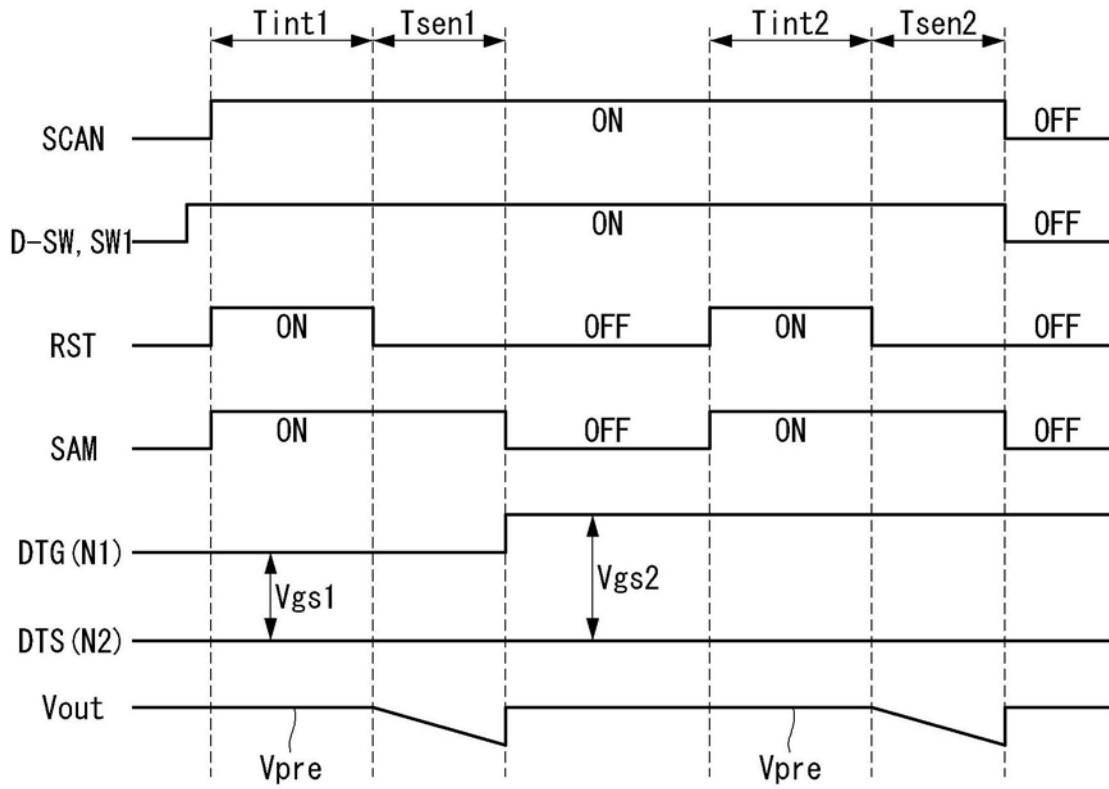 Tint1 Tsen1 Tint2 Tsen2
SCAN ON OFF
D-SW, SW1 ON OFF
RST ON OFF ON OFF
SAM ON OFF ON OFF
DTG(N1)
Vgs1 Vgs2
DTS(N2)
Vout
Vpre Vpre